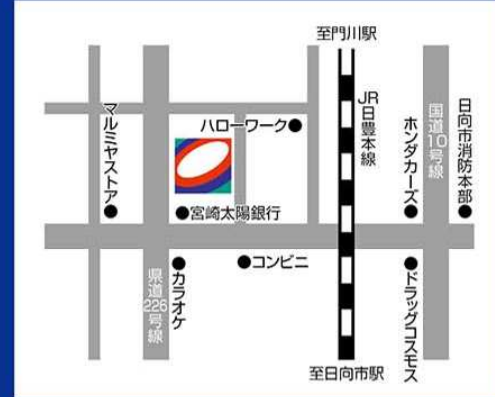 至門川駅
JR日豊本線
国道10号線
日向市消防本部
ホンダカーズ
マルミヤストア
ハローワーク
宮崎太陽銀行
コンビニ
カラオケ
県道226号線
ドラッグコスモス
至日向市駅